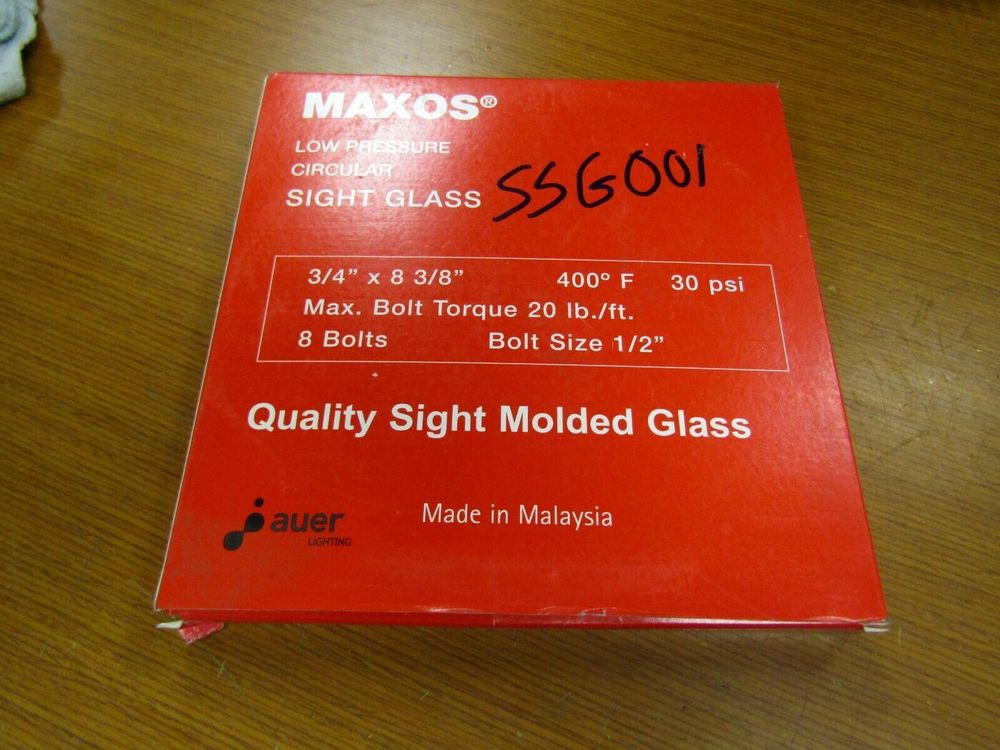 MAXOS®
LOW PRESSURE
CIRCULAR
SIGHT GLASS SSG001
3/4” x 8 3/8” 400º F 30 psi
Max. Bolt Torque 20 lb./ft.
8 Bolts Bolt Size 1/2”
Quality Sight Molded Glass
auer
LIGHTING
Made in Malaysia